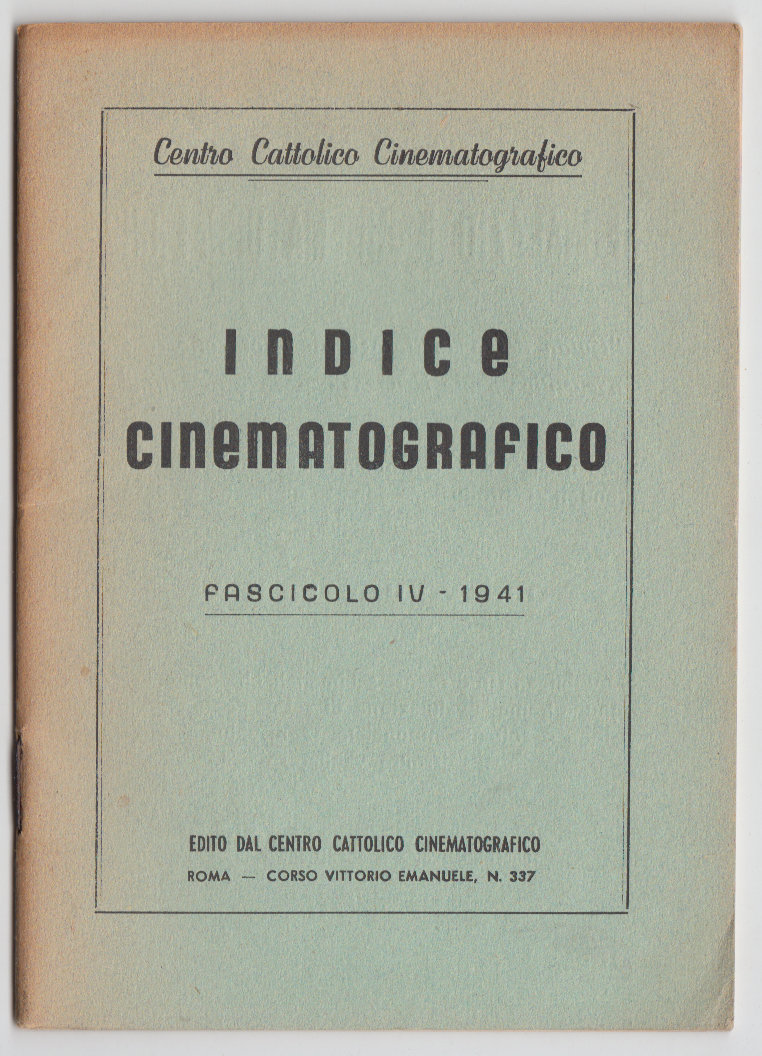 Centro Cattolico Cinematografico
INDICE
CINEMATOGRAFICO
FASCICOLO IV - 1941
EDITO DAL CENTRO CATTOLICO CINEMATOGRAFICO
ROMA — CORSO VITTORIO EMANUELE, N. 337